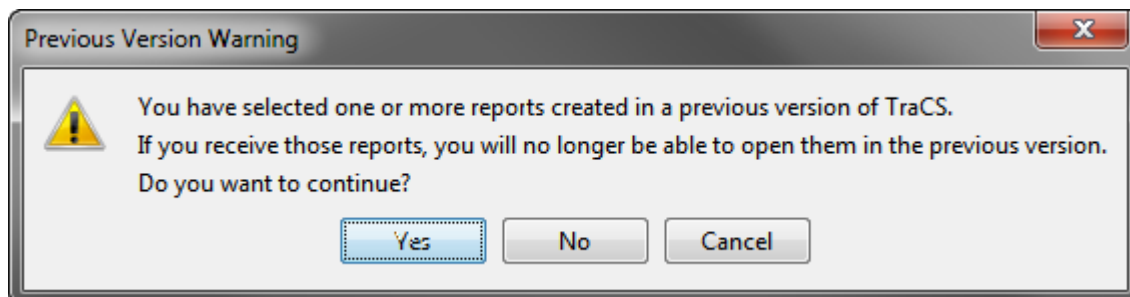 Previous Version Warning
You have selected one or more reports created in a previous version of TraCS.
If you receive those reports, you will no longer be able to open them in the previous version.
Do you want to continue?
Yes No Cancel